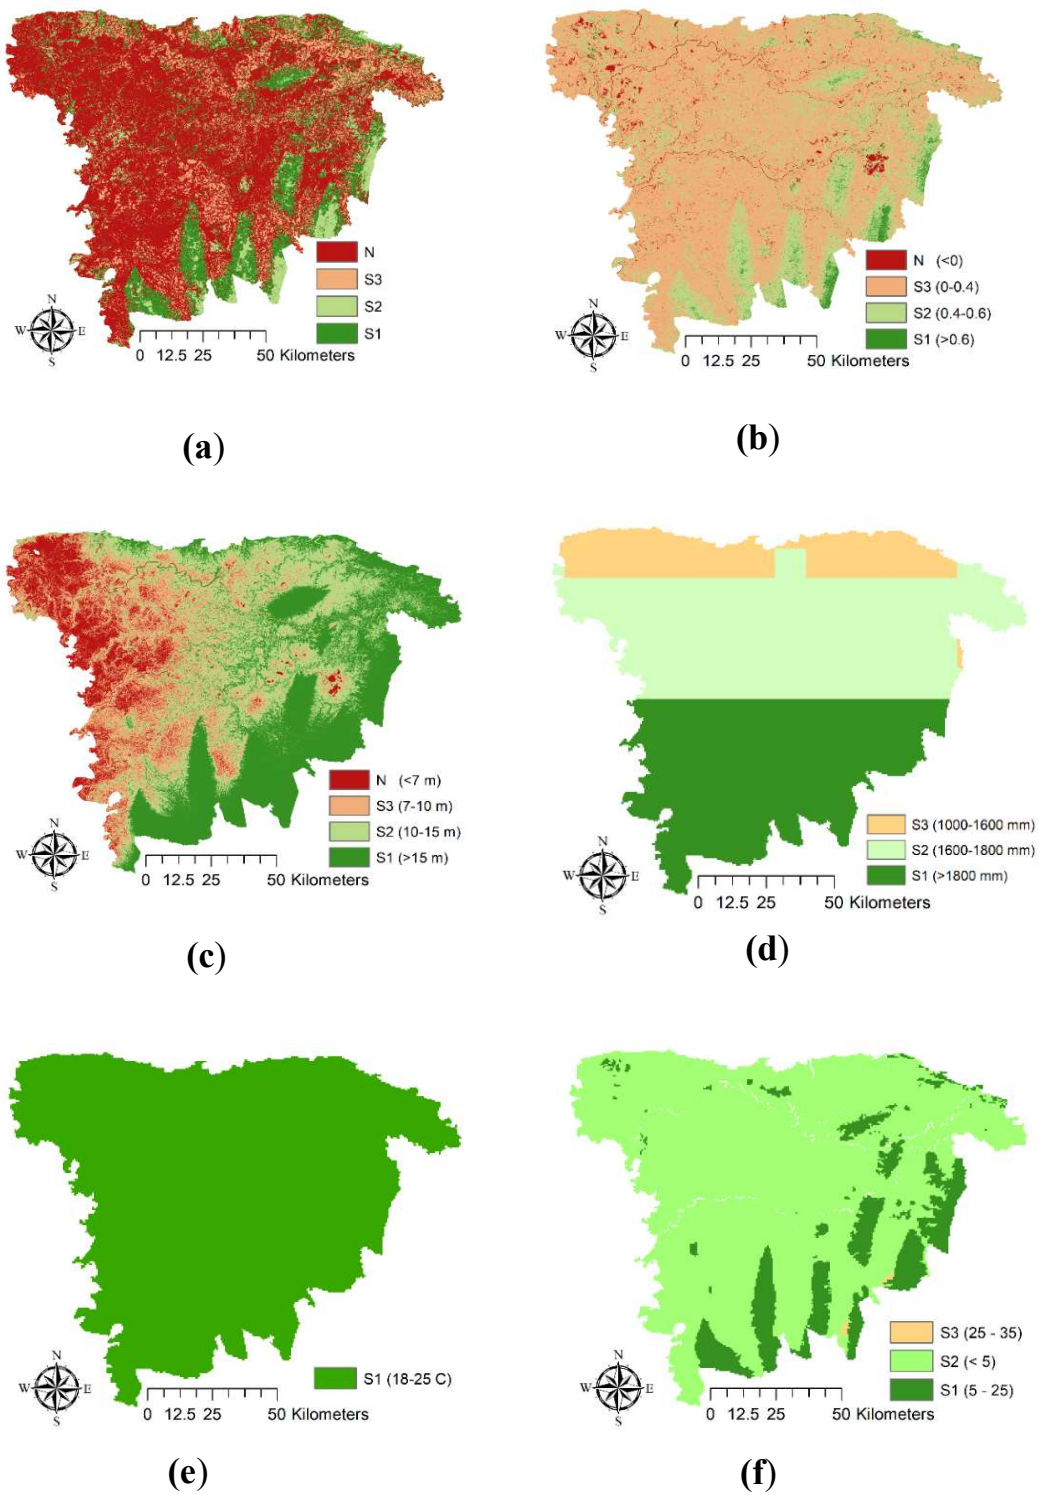 N
S3
S2
S1
N
W E
S
0 12.5 25 50 Kilometers
(a)
N (<0)
S3 (0-0.4)
S2 (0.4-0.6)
S1 (>0.6)
N
W E
S
0 12.5 25 50 Kilometers
(b)
N (<7 m)
S3 (7-10 m)
S2 (10-15 m)
S1 (>15 m)
N
W E
S
0 12.5 25 50 Kilometers
(c)
S3 (1000-1600 mm)
S2 (1600-1800 mm)
S1 (>1800 mm)
N
W E
S
0 12.5 25 50 Kilometers
(d)
S1 (18-25 C)
N
W E
S
0 12.5 25 50 Kilometers
(e)
S3 (25 - 35)
S2 (< 5)
S1 (5 - 25)
N
W E
S
0 12.5 25 50 Kilometers
(f)